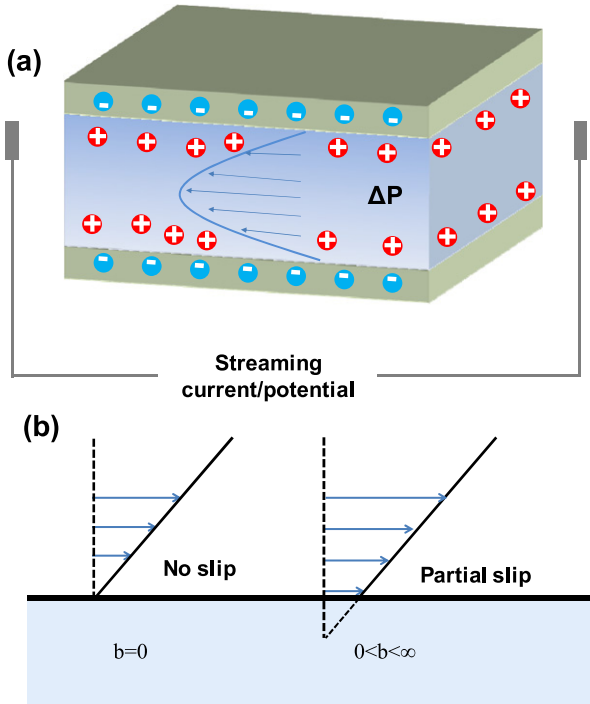 (a)
ΔP
Streaming
current/potential
(b)
No slip
Partial slip
b=0
0<b<∞